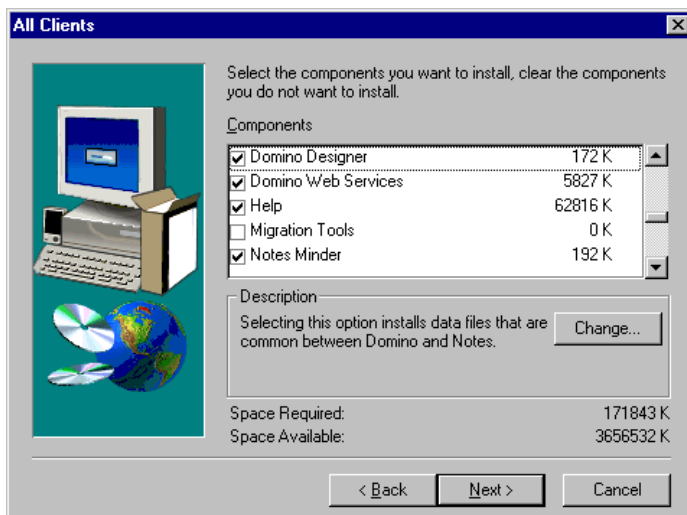 All Clients
Select the components you want to install, clear the components
you do not want to install.
Components
Domino Designer 172 K
Domino Web Services 5827 K
Help 62816 K
Migration Tools 0 K
Notes Minder 192 K
Description
Selecting this option installs data files that are
common between Domino and Notes.
Change...
Space Required: 171843 K
Space Available: 3656532 K
< Back Next > Cancel